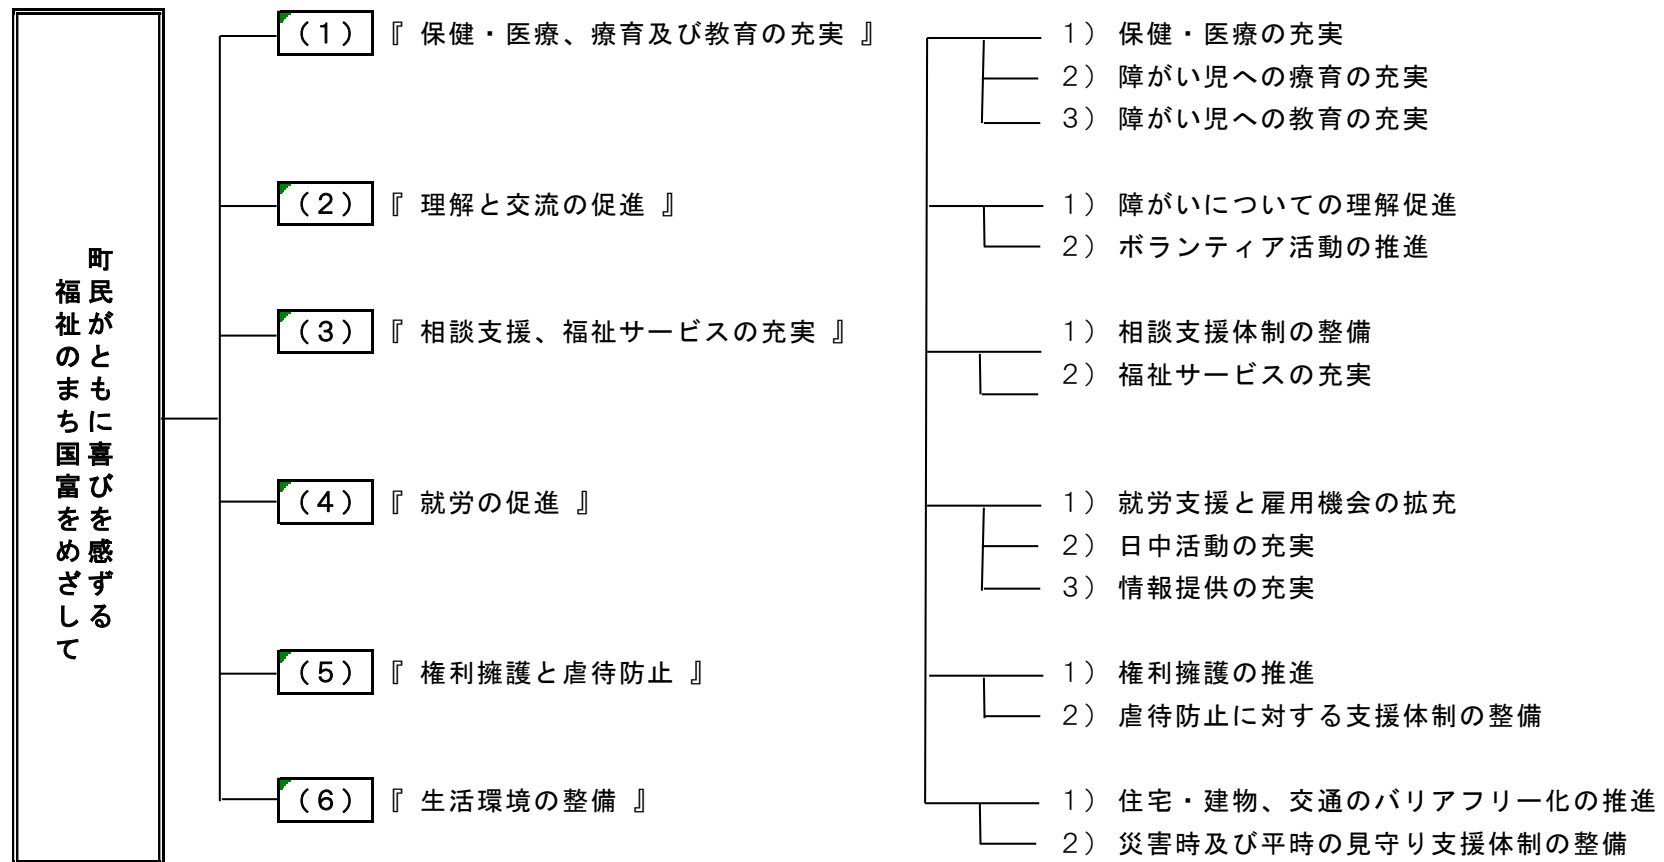 町民がともに喜びを感ずる
福祉のまち国富をめざして
（1）『 保健・医療、療育及び教育の充実 』
1） 保健・医療の充実
2） 障がい児への療育の充実
3） 障がい児への教育の充実
（2）『 理解と交流の促進 』
1） 障がいについての理解促進
2） ボランティア活動の推進
（3）『 相談支援、福祉サービスの充実 』
1） 相談支援体制の整備
2） 福祉サービスの充実
（4）『 就労の促進 』
1） 就労支援と雇用機会の拡充
2） 日中活動の充実
3） 情報提供の充実
（5）『 権利擁護と虐待防止 』
1） 権利擁護の推進
2） 虐待防止に対する支援体制の整備
（6）『 生活環境の整備 』
1） 住宅・建物、交通のバリアフリー化の推進
2） 災害時及び平時の見守り支援体制の整備